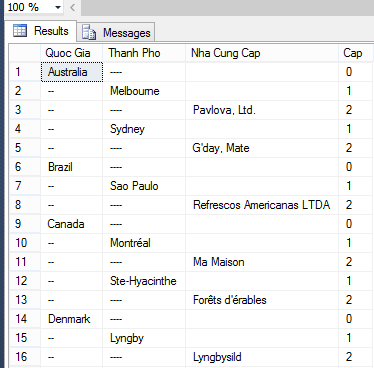 100 %
Results Messages
Quoc Gia Thanh Pho Nha Cung Cap Cap
1 Australia ---- 0
2 -- Melbourne 1
3 -- ---- Pavlova, Ltd. 2
4 -- Sydney 1
5 -- ---- G'day, Mate 2
6 Brazil ---- 0
7 -- Sao Paulo 1
8 -- ---- Refrescos Americanas LTDA 2
9 Canada ---- 0
10 -- Montréal 1
11 -- ---- Ma Maison 2
12 -- Ste-Hyacinthe 1
13 -- ---- Forêts d'érables 2
14 Denmark ---- 0
15 -- Lyngby 1
16 -- ---- Lyngbysild 2